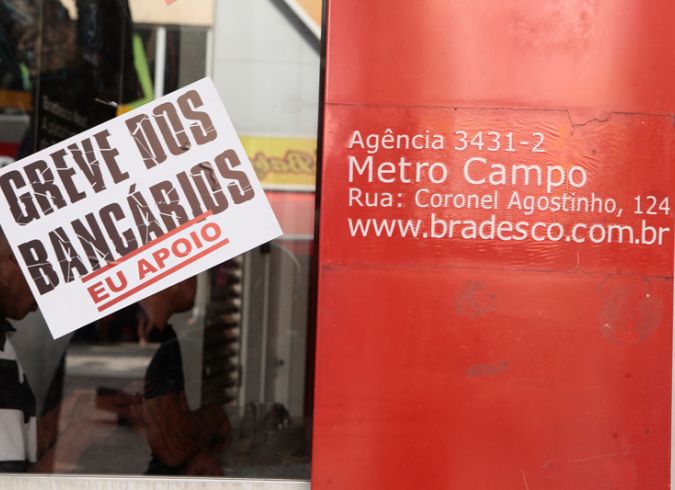 GREVE DOS
BANCÁRIOS
EU APOIO
Agência 3431-2
Metro Campo
Rua: Coronel Agostinho, 124
www.bradesco.com.br